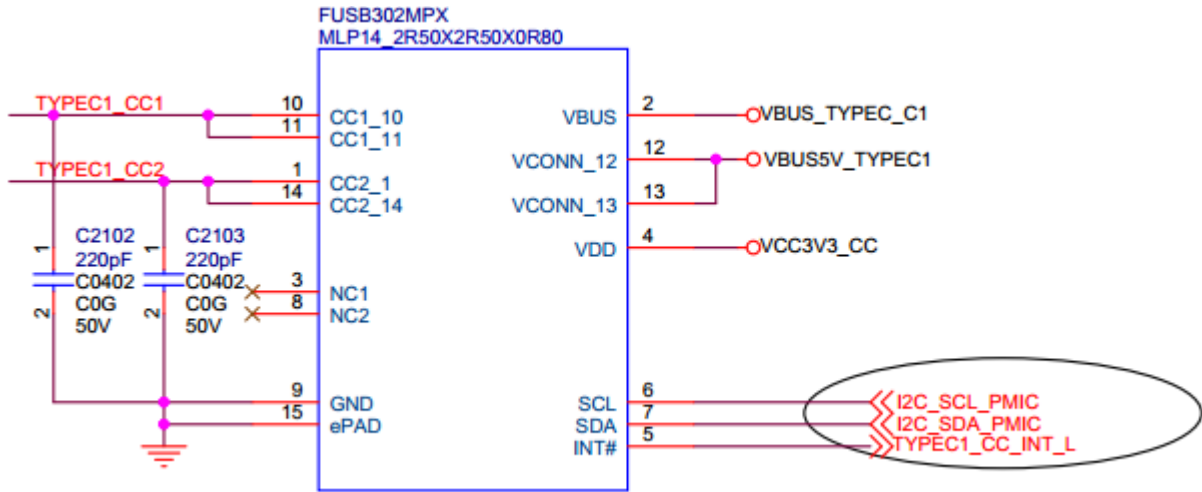 FUSB302MPX
MLP14_2R50X2R50X0R80
TYPEC1_CC1
10
CC1_10
11
CC1_11
TYPEC1_CC2
1
CC2_1
14
CC2_14
2
VBUS
VBUS_TYPEC_C1
12
VCONN_12
VBUS5V_TYPEC1
13
VCONN_13
4
VDD
VCC3V3_CC
1
C2102
220pF
C0402
C0G
50V
2
1
C2103
220pF
C0402
C0G
50V
2
3
NC1
8
NC2
9
GND
15
ePAD
6
SCL
I2C_SCL_PMIC
7
SDA
I2C_SDA_PMIC
5
INT#
TYPEC1_CC_INT_L